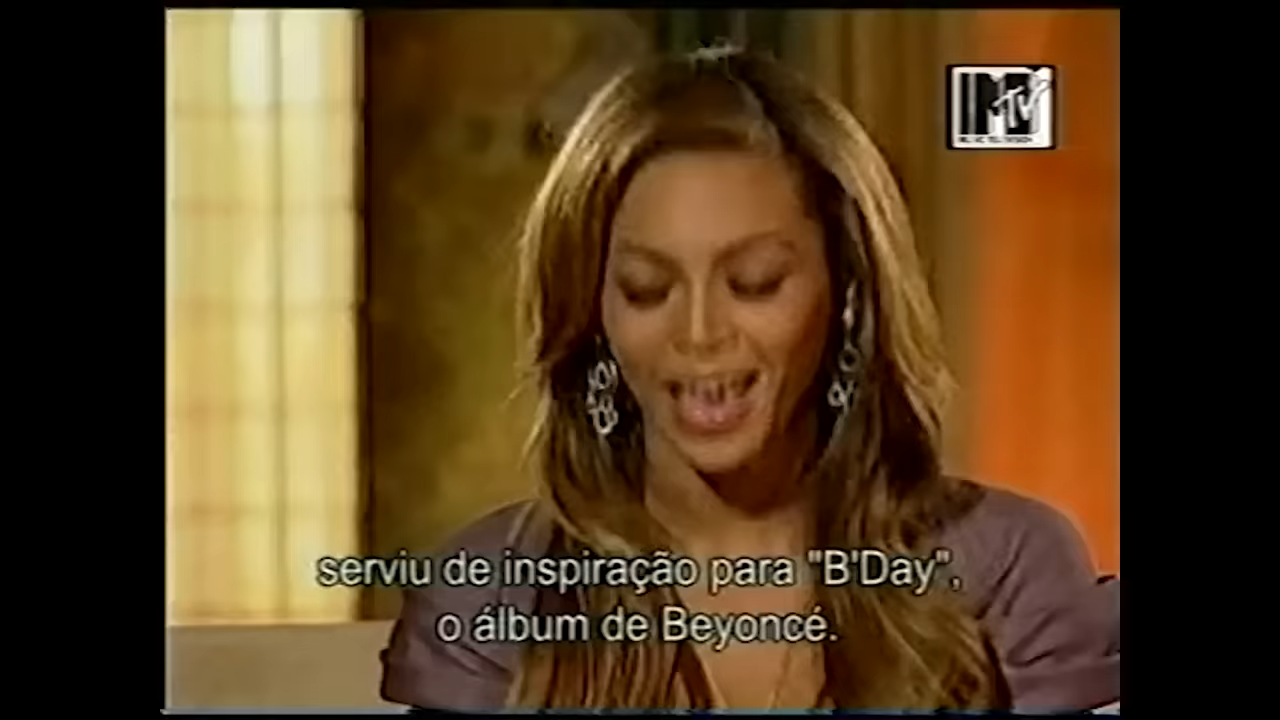 MTV
serviu de inspiração para "B'Day",
o álbum de Beyoncé.